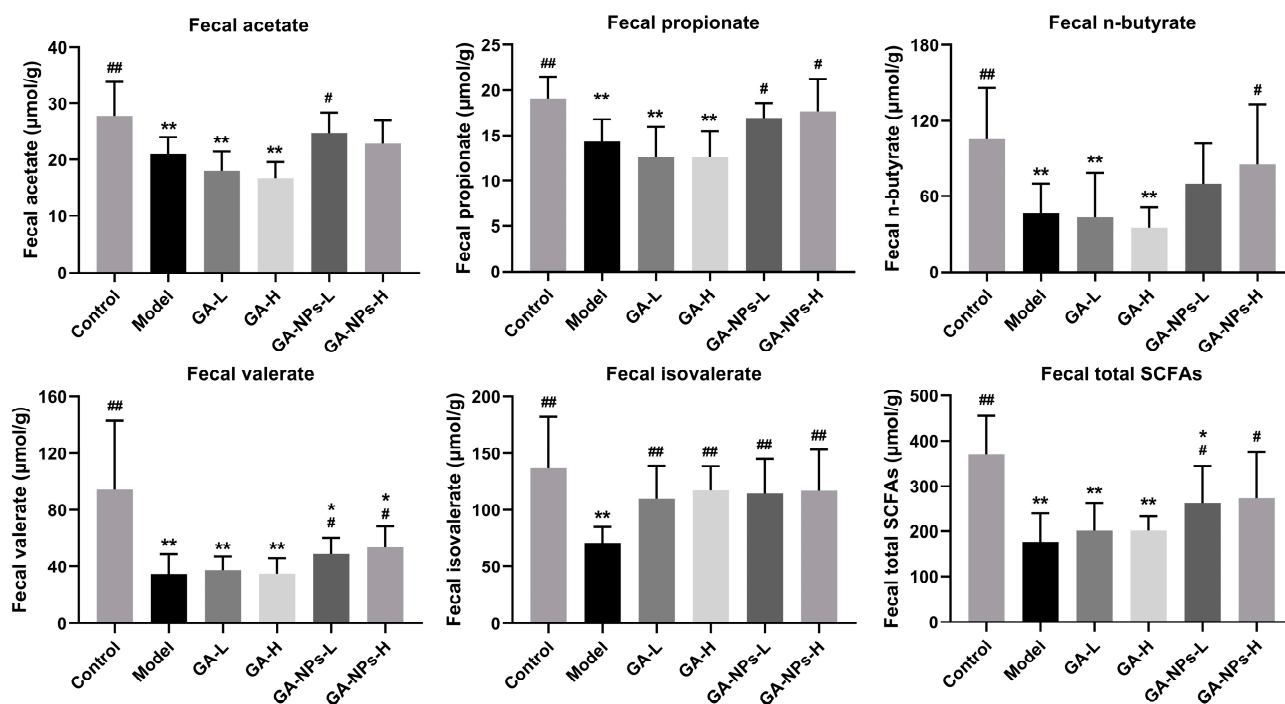 Fecal acetate
Fecal acetate (µmol/g)
40
30
20
10
0
##
**
**
**
#
Control
Model
GA-L
GA-H
GA-NPs-L
GA-NPs-H
Fecal propionate
Fecal propionate (µmol/g)
25
20
15
10
5
0
##
**
**
**
#
#
Control
Model
GA-L
GA-H
GA-NPs-L
GA-NPs-H
Fecal n-butyrate
Fecal n-butyrate (µmol/g)
180
120
60
0
##
**
**
**
#
Control
Model
GA-L
GA-H
GA-NPs-L
GA-NPs-H
Fecal valerate
Fecal valerate (µmol/g)
160
120
80
40
0
##
**
**
**
*
#
*
#
Control
Model
GA-L
GA-H
GA-NPs-L
GA-NPs-H
Fecal isovalerate
Fecal isovalerate (µmol/g)
200
150
100
50
0
##
**
##
##
##
##
Control
Model
GA-L
GA-H
GA-NPs-L
GA-NPs-H
Fecal total SCFAs
Fecal total SCFAs (µmol/g)
500
400
300
200
100
0
##
**
**
**
*
#
#
Control
Model
GA-L
GA-H
GA-NPs-L
GA-NPs-H